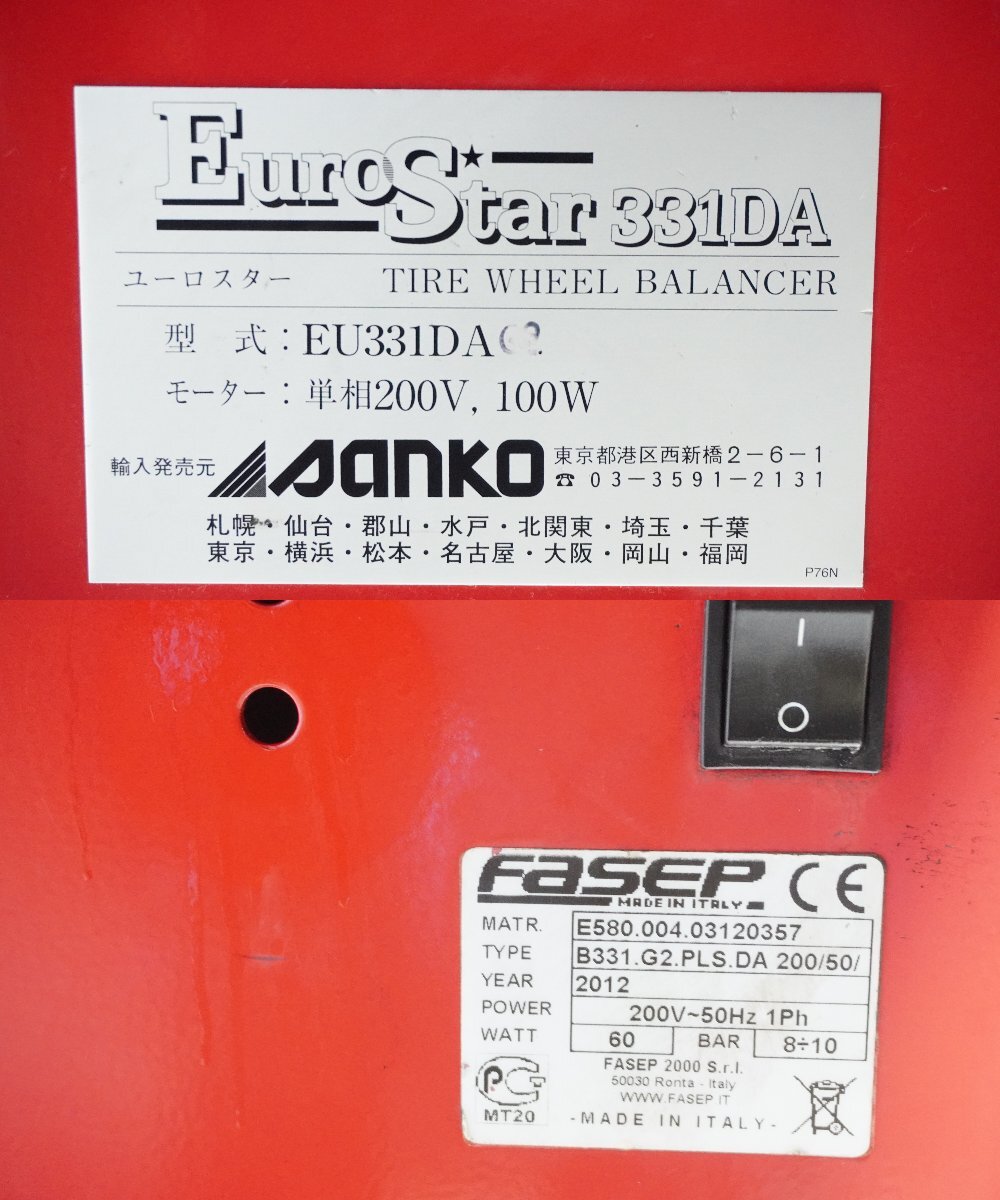 EuroStar 331DA
ユーロスター TIRE WHEEL BALANCER
型 式：EU331DA G2
モーター：単相200V, 100W
輸入発売元 sanko 東京都港区西新橋2-6-1
☎ 03-3591-2131
札幌・仙台・郡山・水戸・北関東・埼玉・千葉
東京・横浜・松本・名古屋・大阪・岡山・福岡
P76N
FASEP CE
MADE IN ITALY
MATR. E580.004.03120357
TYPE B331.G2.PLS.DA 200/50/
YEAR 2012
POWER 200V~50Hz 1Ph
WATT 60 BAR 8÷10
FASEP 2000 S.r.l.
50030 Ronta - Italy
WWW.FASEP.IT
MT20
-MADE IN ITALY-